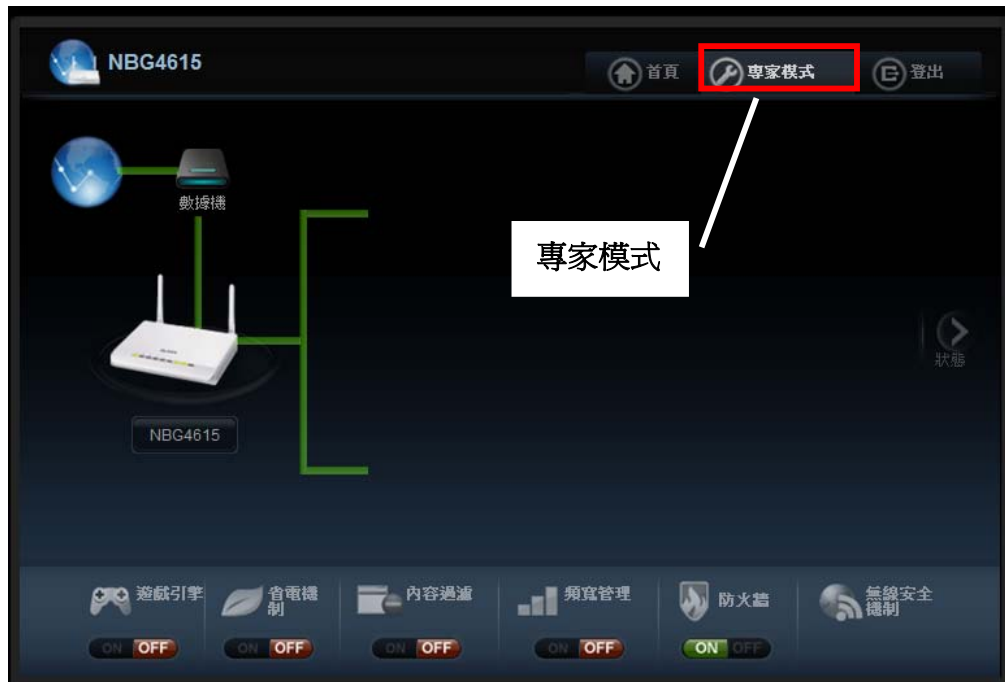 NBG4615
首頁
專家模式
登出
數據機
專家模式
狀態
NBG4615
遊戲引擎
省電機
制
內容過濾
頻寬管理
防火牆
無線安全
機制
ON OFF
ON OFF
ON OFF
ON OFF
ON OFF